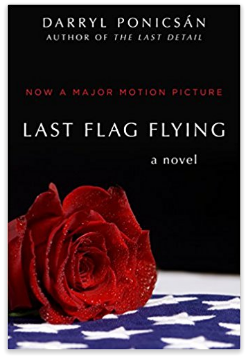 DARRYL PONICSÁN
AUTHOR OF THE LAST DETAIL
NOW A MAJOR MOTION PICTURE
LAST FLAG FLYING
a novel